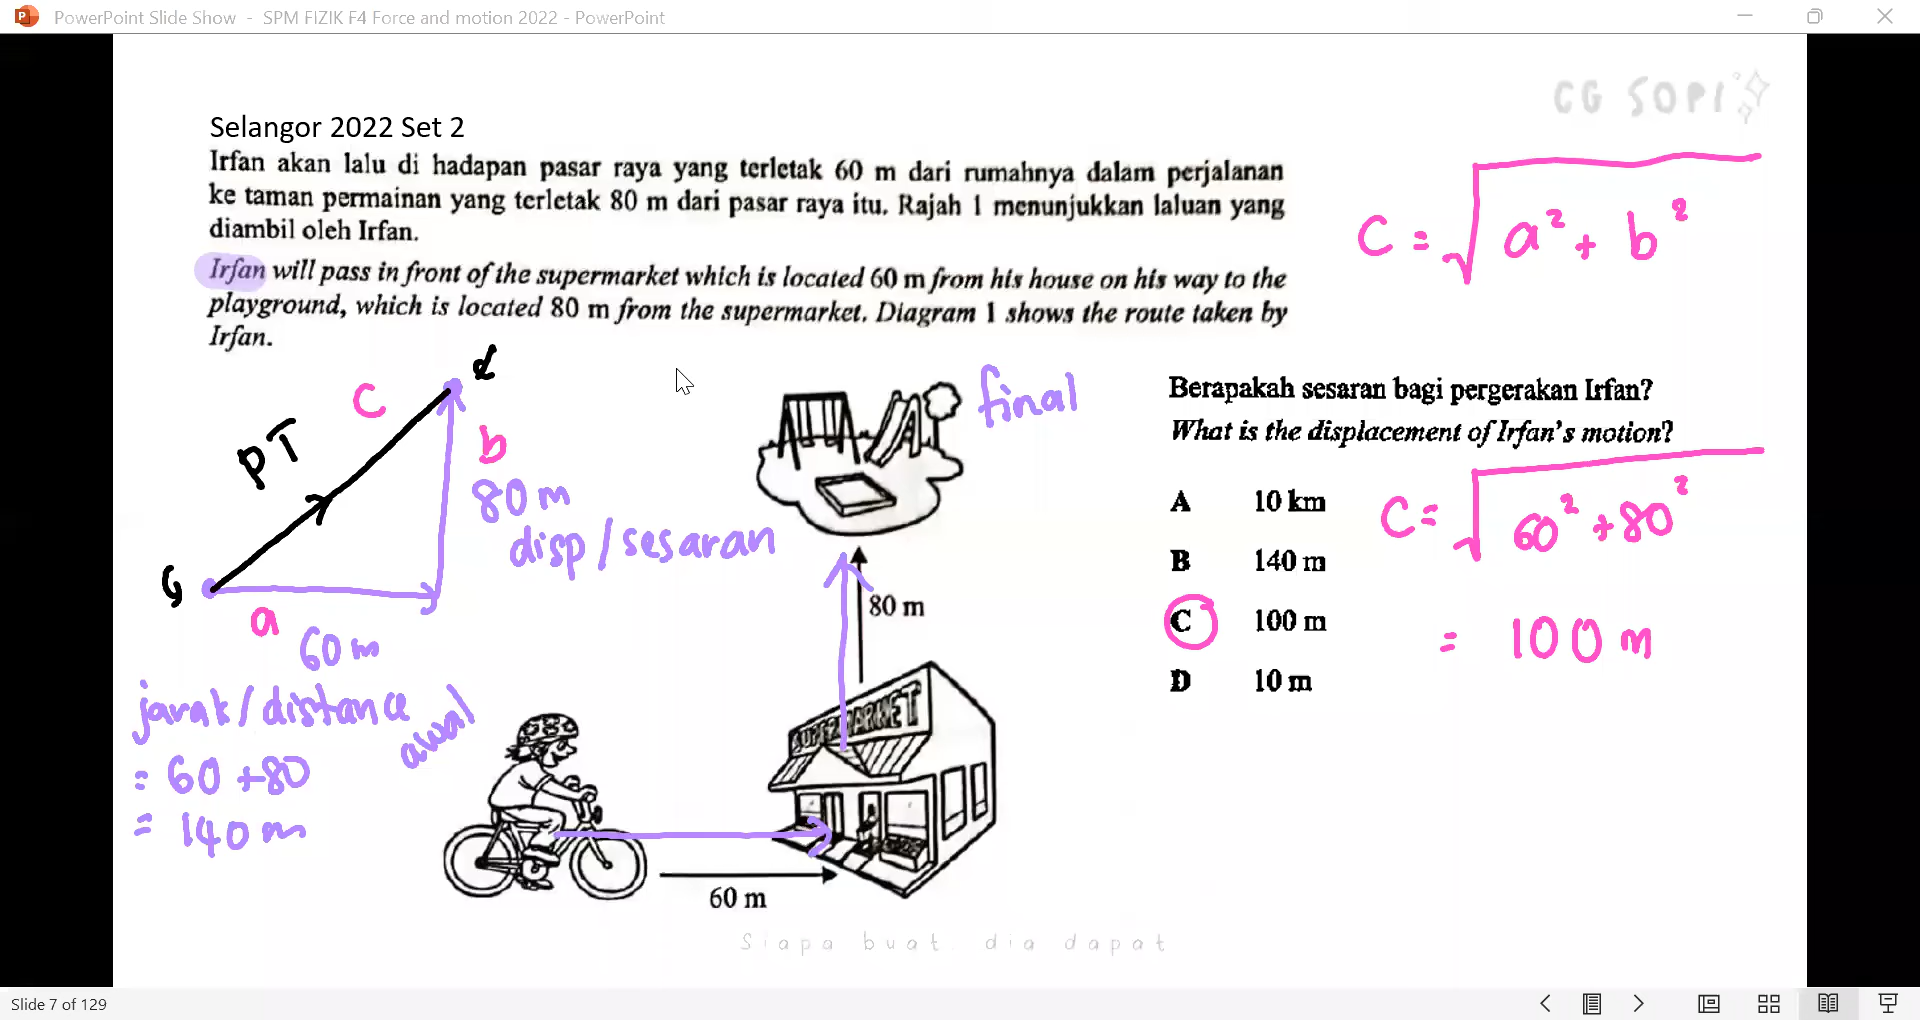 PowerPoint Slide Show - SPM FIZIK F4 Force and motion 2022 - PowerPoint
CG SOPI
Selangor 2022 Set 2
Irfan akan lalu di hadapan pasar raya yang terletak 60 m dari rumahnya dalam perjalanan
ke taman permainan yang terletak 80 m dari pasar raya itu. Rajah 1 menunjukkan laluan yang
diambil oleh Irfan.
Irfan will pass in front of the supermarket which is located 60 m from his house on his way to the
playground, which is located 80 m from the supermarket. Diagram 1 shows the route taken by
Irfan.
C = √a² + b²
PT
C
b
80 m
disp/sesaran
a
60 m
jarak/distance
= 60 + 80
= 140 m
awal
final
80 m
SUPERMARKET
60 m
Berapakah sesaran bagi pergerakan Irfan?
What is the displacement of Irfan's motion?
A 10 km
B 140 m
C 100 m
D 10 m
C = √60² + 80²
= 100 m
Siapa buat dia dapat
Slide 7 of 129